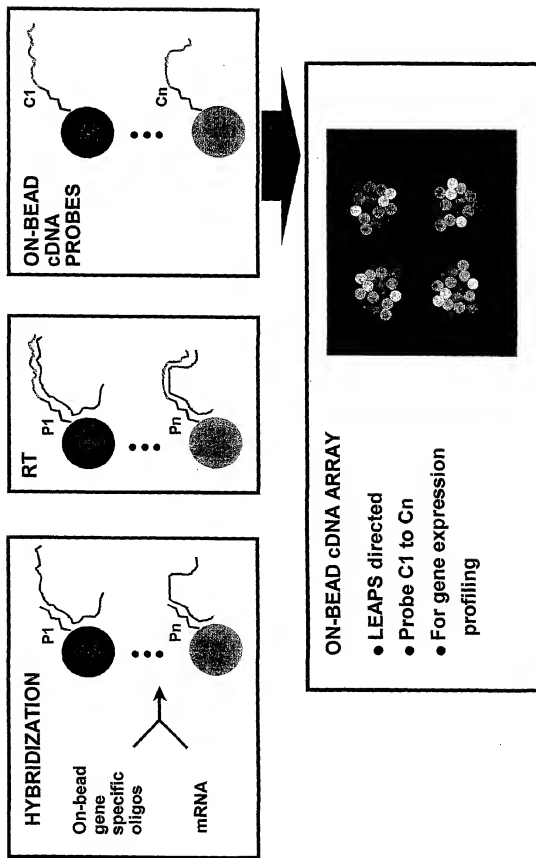 HYBRIDIZATION
On-bead
gene
specific
oligos
mRNA
P1
Pn
RT
P1
Pn
ON-BEAD
cDNA
PROBES
C1
Cn
ON-BEAD cDNA ARRAY
● LEAPS directed
● Probe C1 to Cn
● For gene expression
profiling